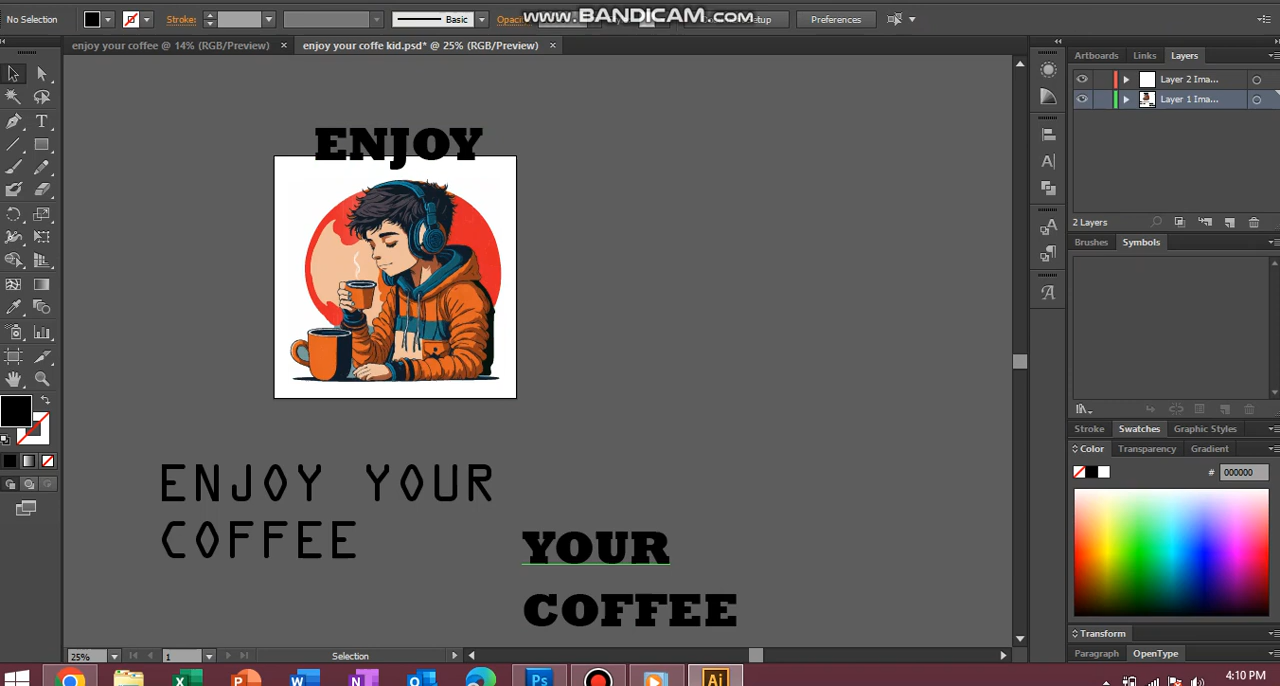 www.BANDICAM.com
No Selection
Stroke:
Basic
Preferences
enjoy your coffee @ 14% (RGB/Preview)
enjoy your coffe kid.psd* @ 25% (RGB/Preview)
Artboards Links Layers
Layer 2 Ima...
Layer 1 Ima...
ENJOY
2 Layers
Brushes Symbols
Stroke Swatches Graphic Styles
Color Transparency Gradient
# 000000
ENJOY YOUR
COFFEE
YOUR
COFFEE
Transform
Paragraph OpenType
25%
1
Selection
4:10 PM